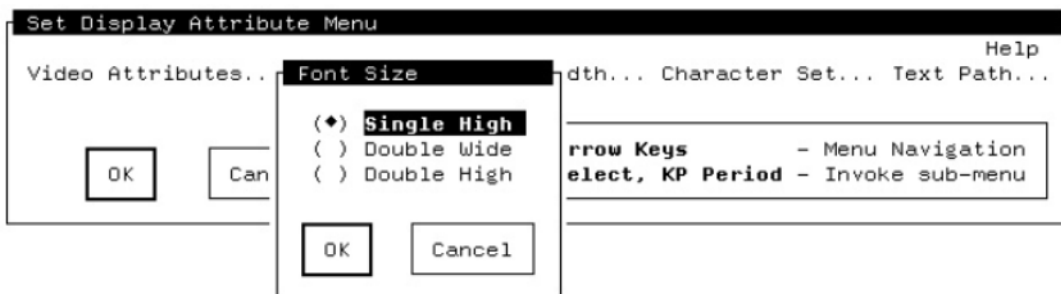 Set Display Attribute Menu
Help
Video Attributes.. dth... Character Set... Text Path...
Font Size
(◆) Single High
( ) Double Wide
( ) Double High
OK Can
rrow Keys - Menu Navigation
elect, KP Period - Invoke sub-menu
OK Cancel